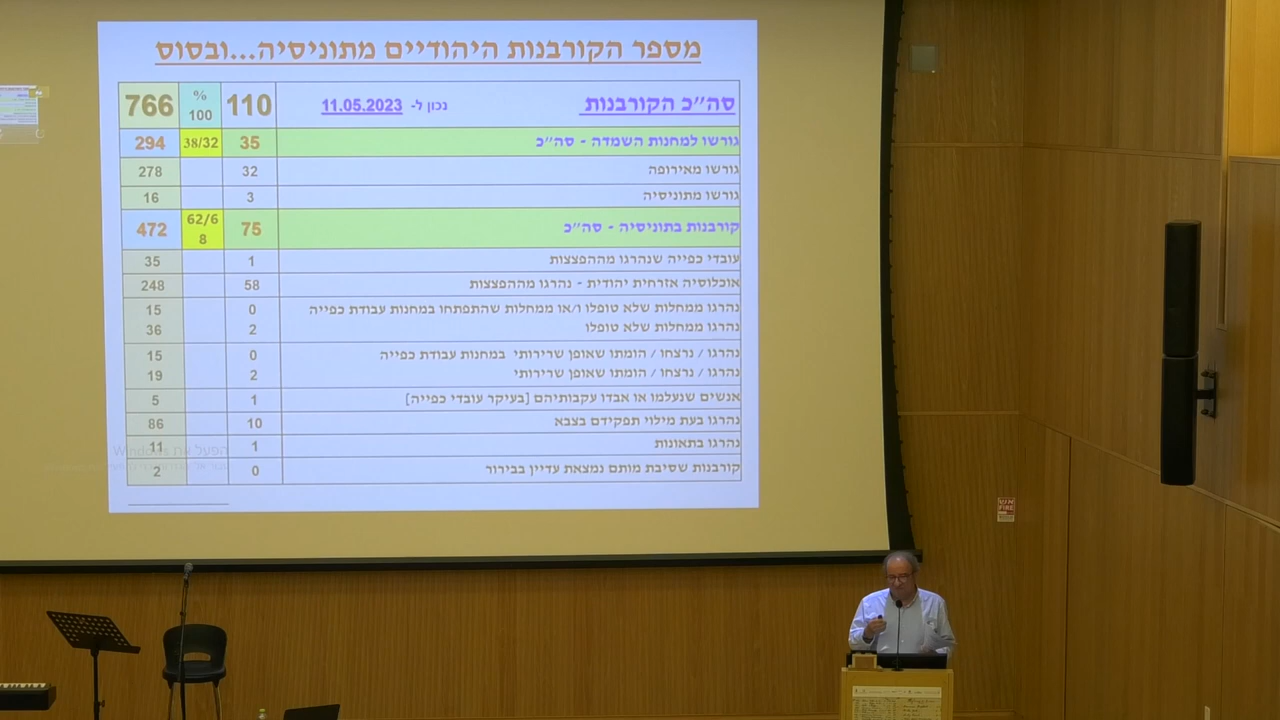 מספר הקורבנות היהודיים מתוניסיה...ובסוס
סה״כ הקורבנות נכון ל- 11.05.2023 110 % 100 766
גורשו למחנות השמדה - סה״כ 35 38/32 294
גורשו מאירופה 32 278
גורשו מתוניסיה 3 16
קורבנות בתוניסיה - סה״כ 75 62/68 472
עובדי כפייה שנהרגו מההפצצות 1 35
אוכלוסיה אזרחית יהודית - נהרגו מההפצצות 58 248
נהרגו ממחלות שלא טופלו ו/או ממחלות שהתפתחו במחנות עבודת כפייה 0 15
נהרגו ממחלות שלא טופלו 2 36
נהרגו / נרצחו / הומתו שאופן שרירותי במחנות עבודת כפייה 0 15
נהרגו / נרצחו / הומתו שאופן שרירותי 2 19
אנשים שנעלמו או אבדו עקבותיהם [בעיקר עובדי כפייה] 1 5
נהרגו בעת מילוי תפקידם בצבא 10 86
נהרגו בתאונות 1 11
קורבנות שסיבת מותם נמצאת עדיין בבירור 0 2
הפעל את Windows
אש
FIRE